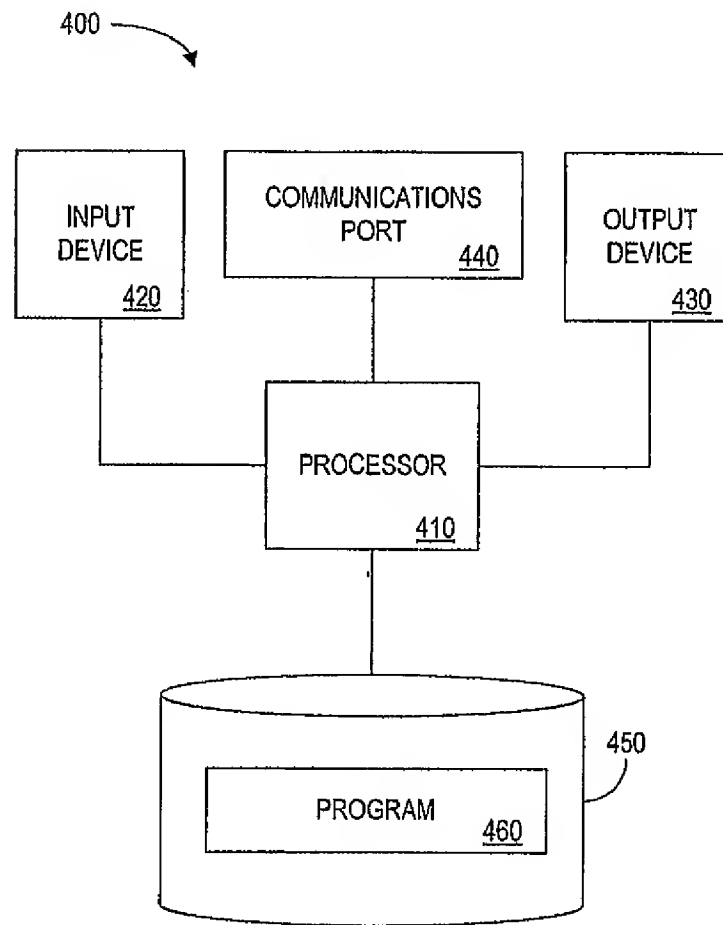 400
INPUT
DEVICE
420
COMMUNICATIONS
PORT
440
OUTPUT
DEVICE
430
PROCESSOR
410
450
PROGRAM
460